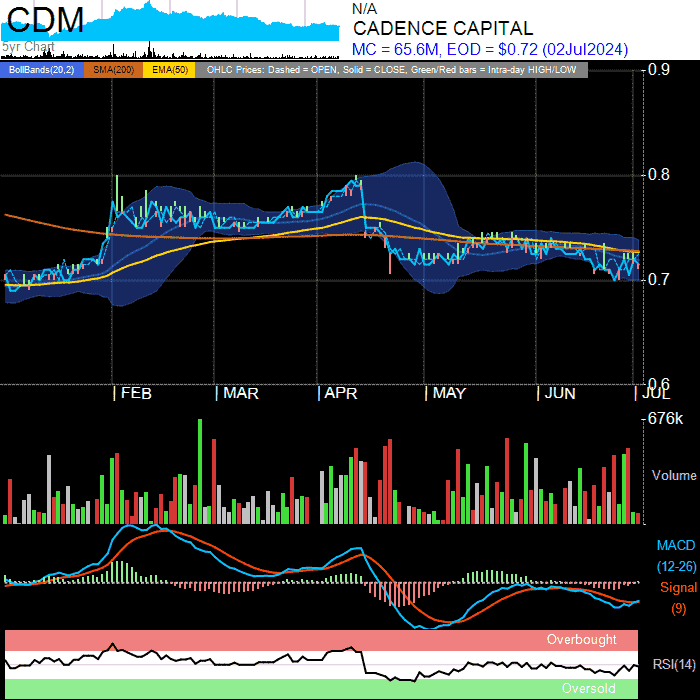 CDM
5yr Chart
N/A
CADENCE CAPITAL
MC = 65.6M, EOD = $0.72 (02Jul2024)
BollBands(20,2) SMA(200) EMA(50) OHLC Prices: Dashed = OPEN, Solid = CLOSE, Green/Red bars = Intra-day HIGH/LOW
0.9
0.8
0.7
0.6
FEB MAR APR MAY JUN JUL
676k
Volume
MACD
(12-26)
Signal
(9)
Overbought
RSI(14)
Oversold